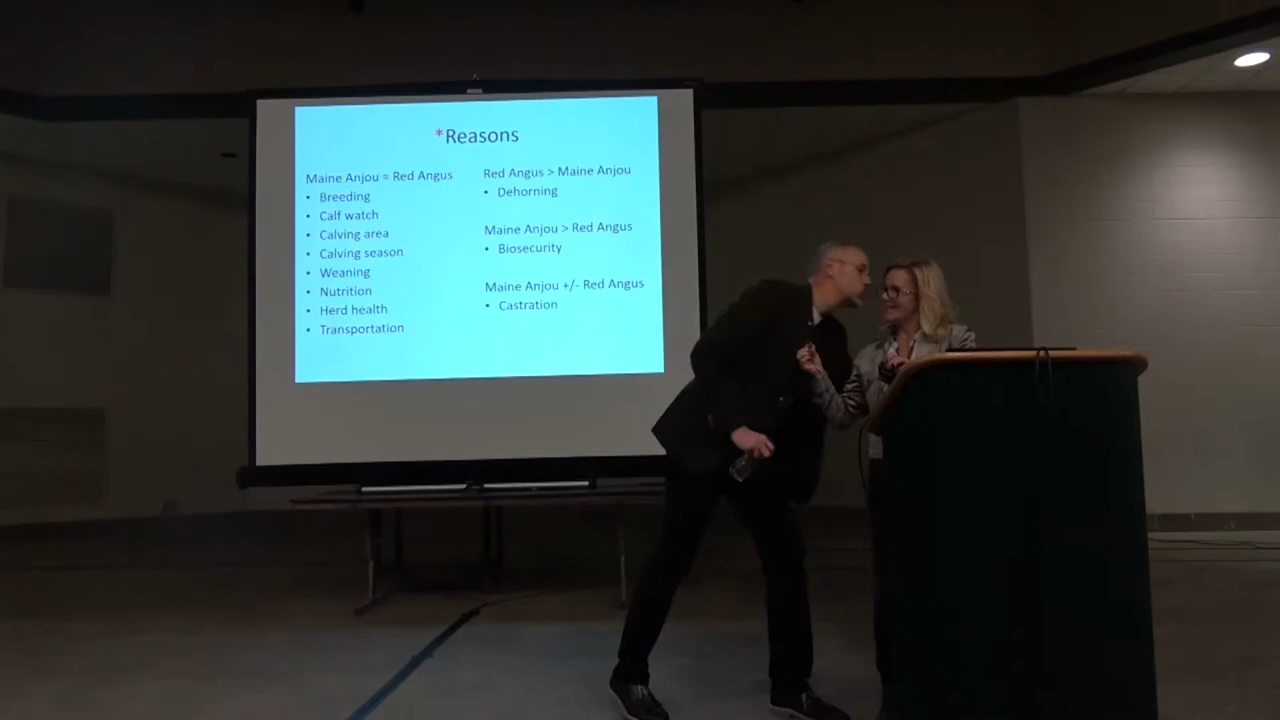 *Reasons
Maine Anjou = Red Angus
• Breeding
• Calf watch
• Calving area
• Calving season
• Weaning
• Nutrition
• Herd health
• Transportation
Red Angus > Maine Anjou
• Dehorning
Maine Anjou > Red Angus
• Biosecurity
Maine Anjou +/- Red Angus
• Castration